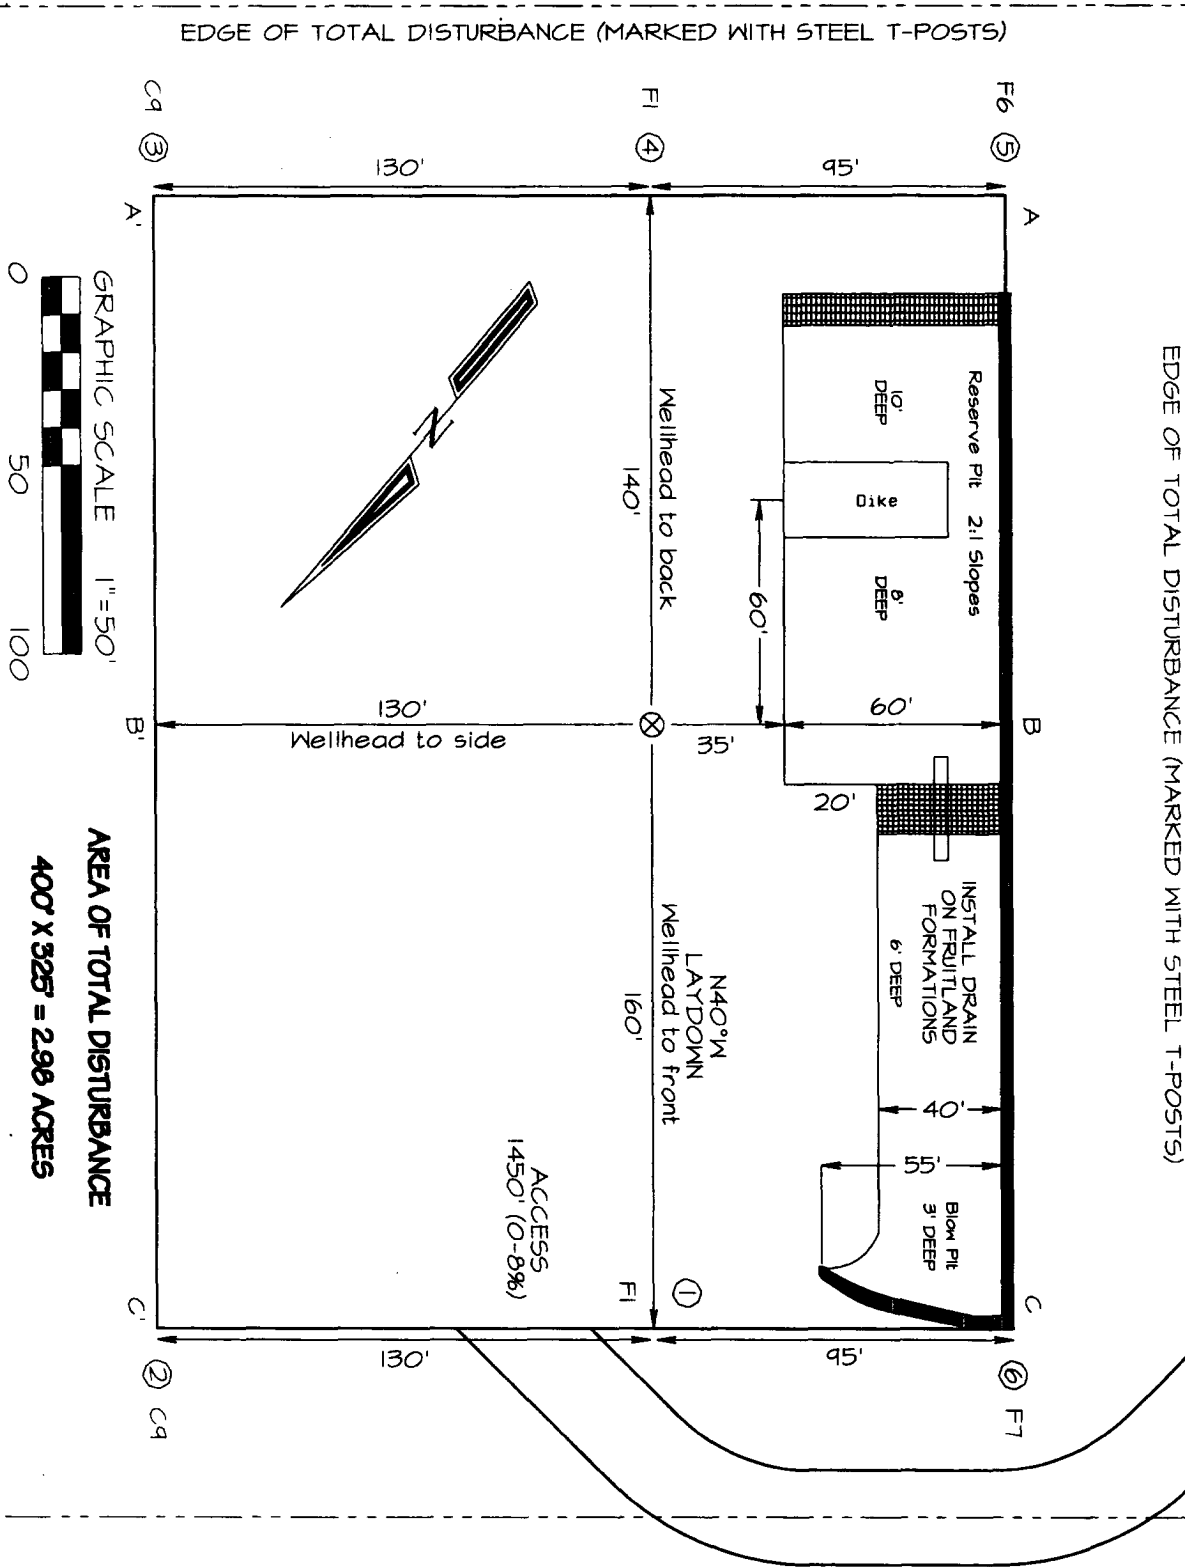 EDGE OF TOTAL DISTURBANCE (MARKED WITH STEEL T-POSTS)
EDGE OF TOTAL DISTURBANCE (MARKED WITH STEEL T-POSTS)
C9 3
F1 4
F6 5
130'
95'
A'
A
Reserve Pit 2:1 Slopes
10'
DEEP
Dike
8'
DEEP
Wellhead to back
140'
N
60'
GRAPHIC SCALE 1"=50'
0 50 100
B'
130'
Wellhead to side
35'
60'
B
20'
INSTALL DRAIN
ON FRUITLAND
FORMATIONS
6' DEEP
N40°W
LAYDOWN
Wellhead to front
160'
40'
55'
Blow Pit
3' DEEP
ACCESS
1450' (0-8%)
F1 1
AREA OF TOTAL DISTURBANCE
400' X 325' = 2.98 ACRES
C'
C
130'
95'
2 C9
6 F7